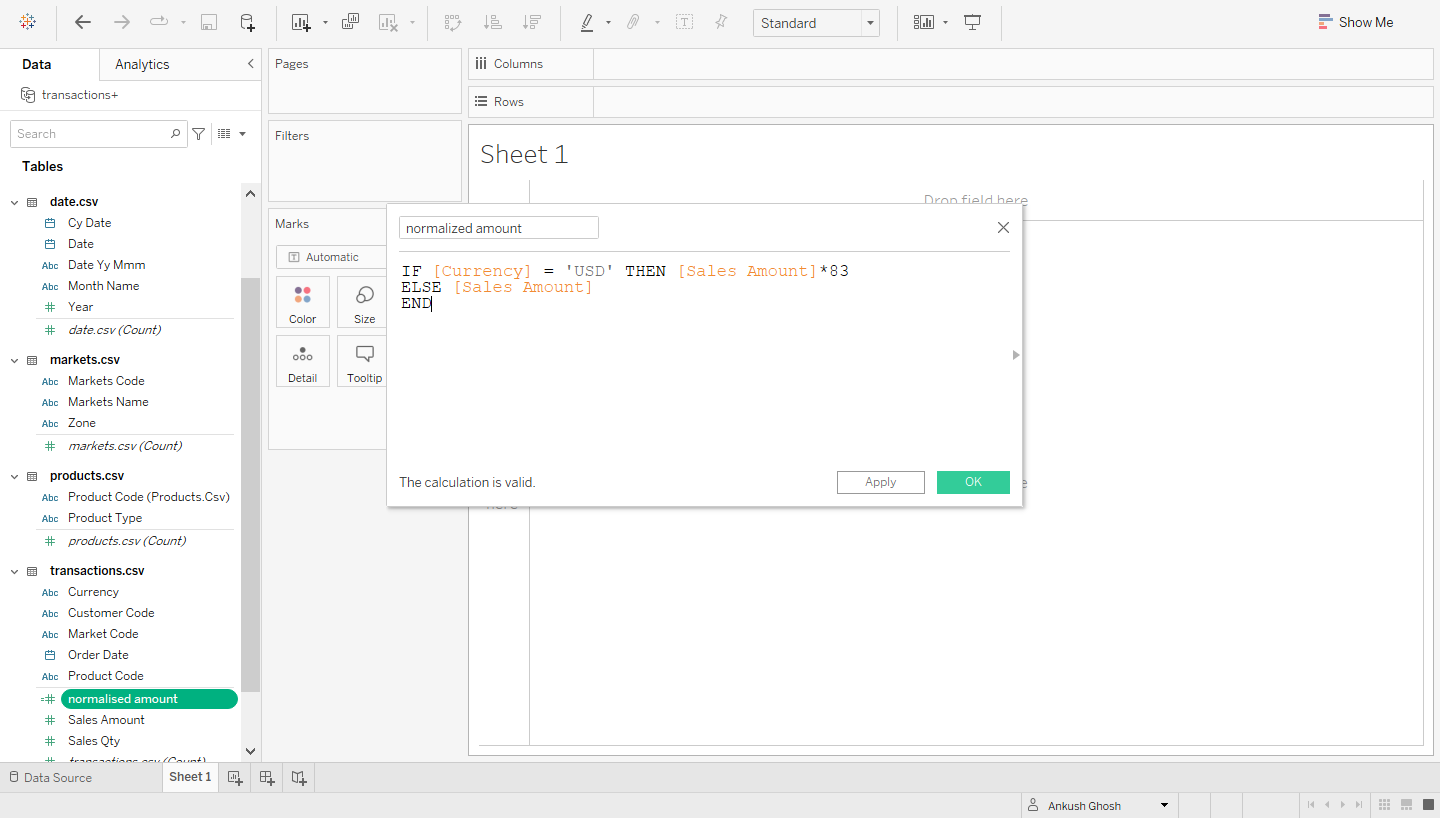 Standard
Show Me
Data
Analytics
transactions+
Search
Tables
date.csv
Cy Date
Date
Abc Date Yy Mmm
Abc Month Name
Year
date.csv (Count)
markets.csv
Abc Markets Code
Abc Markets Name
Abc Zone
markets.csv (Count)
products.csv
Abc Product Code (Products.Csv)
Abc Product Type
products.csv (Count)
transactions.csv
Abc Currency
Abc Customer Code
Abc Market Code
Order Date
Abc Product Code
normalised amount
Sales Amount
Sales Qty
transactions.csv (Count)
Pages
Filters
Marks
Automatic
Color
Size
Detail
Tooltip
Columns
Rows
Sheet 1
Drop field here
normalized amount
IF [Currency] = 'USD' THEN [Sales Amount]*83
ELSE [Sales Amount]
END
The calculation is valid.
Apply
OK
here
Data Source
Sheet 1
Ankush Ghosh